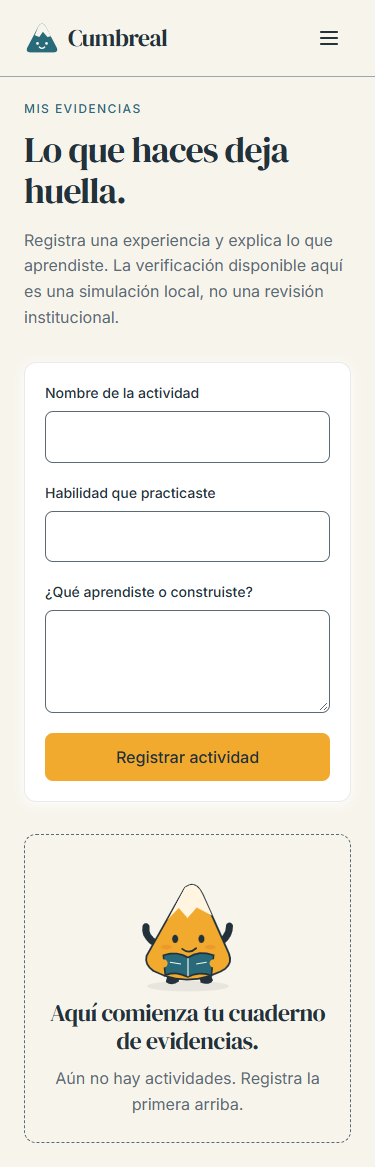 Cumbreal
MIS EVIDENCIAS
Lo que haces deja
huella.
Registra una experiencia y explica lo que
aprendiste. La verificación disponible aquí
es una simulación local, no una revisión
institucional.
Nombre de la actividad
Habilidad que practicaste
¿Qué aprendiste o construiste?
Registrar actividad
Aquí comienza tu cuaderno
de evidencias.
Aún no hay actividades. Registra la
primera arriba.